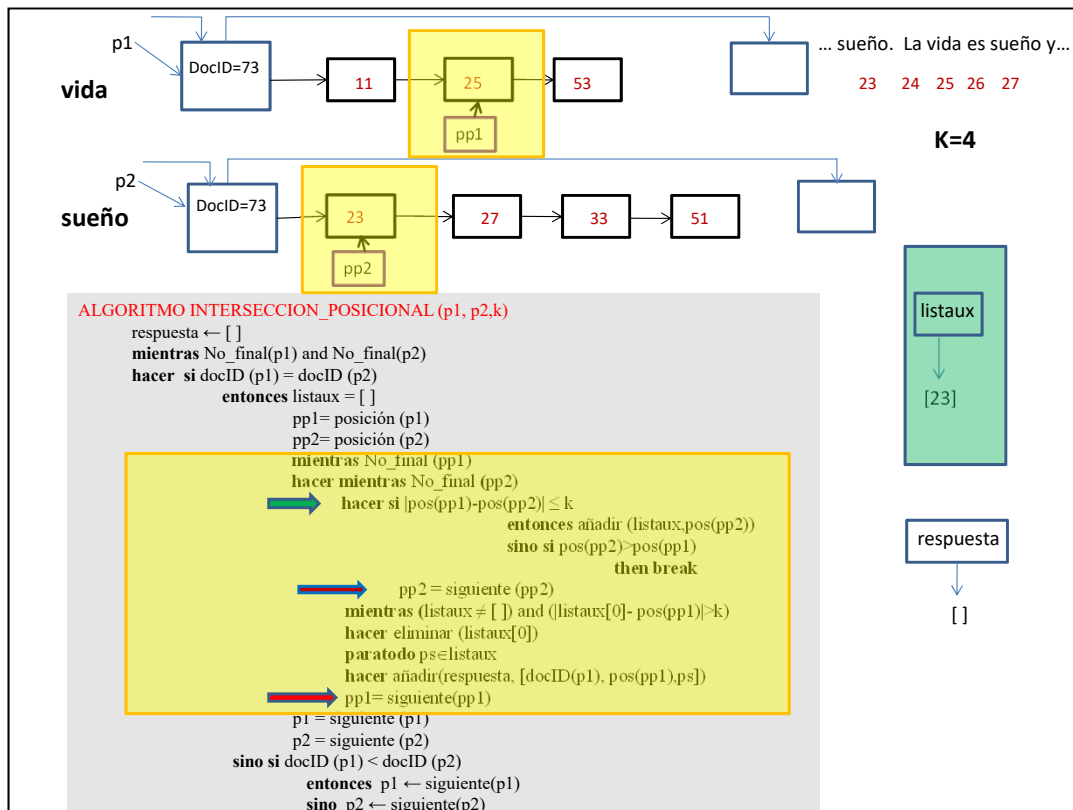 p1
DocID=73
vida
11
25
53
pp1
... sueño. La vida es sueño y...
23 24 25 26 27
K=4
p2
DocID=73
sueño
23
27
33
51
pp2
ALGORITMO INTERSECCION_POSICIONAL (p1, p2,k)
respuesta ← [ ]
mientras No_final(p1) and No_final(p2)
hacer si docID (p1) = docID (p2)
entonces listaux = [ ]
pp1= posición (p1)
pp2= posición (p2)
mientras No_final (pp1)
hacer mientras No_final (pp2)
hacer si |pos(pp1)-pos(pp2)| ≤ k
entonces añadir (listaux,pos(pp2))
sino si pos(pp2)>pos(pp1)
then break
pp2 = siguiente (pp2)
mientras (listaux ≠ [ ]) and (|listaux[0]- pos(pp1)|>k)
hacer eliminar (listaux[0])
paratodo ps∈listaux
hacer añadir(respuesta, [docID(p1), pos(pp1),ps])
pp1= siguiente(pp1)
p1 = siguiente (p1)
p2 = siguiente (p2)
sino si docID (p1) < docID (p2)
entonces p1 ← siguiente(p1)
sino p2 ← siguiente(p2)
listaux
[23]
respuesta
[ ]